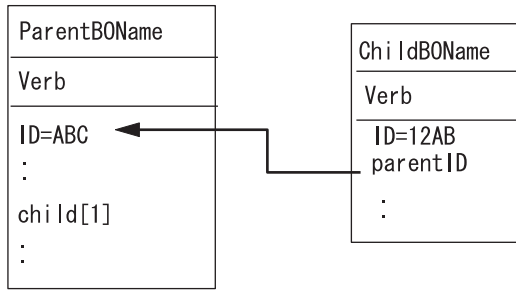 ParentBOName
Verb
ID=ABC
:
child[1]
:
ChildBOName
Verb
ID=12AB
parentID
: